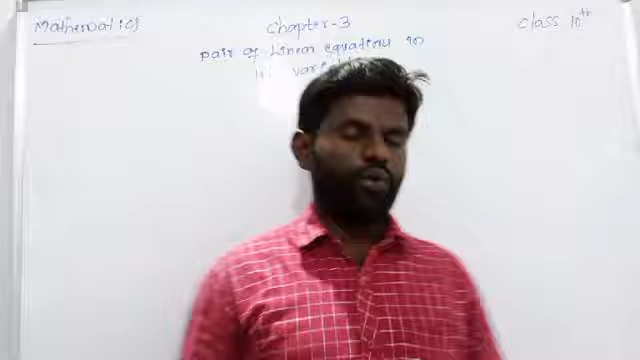 Mathematics
Chapter-3
Class 10th
pair of Linear equations in